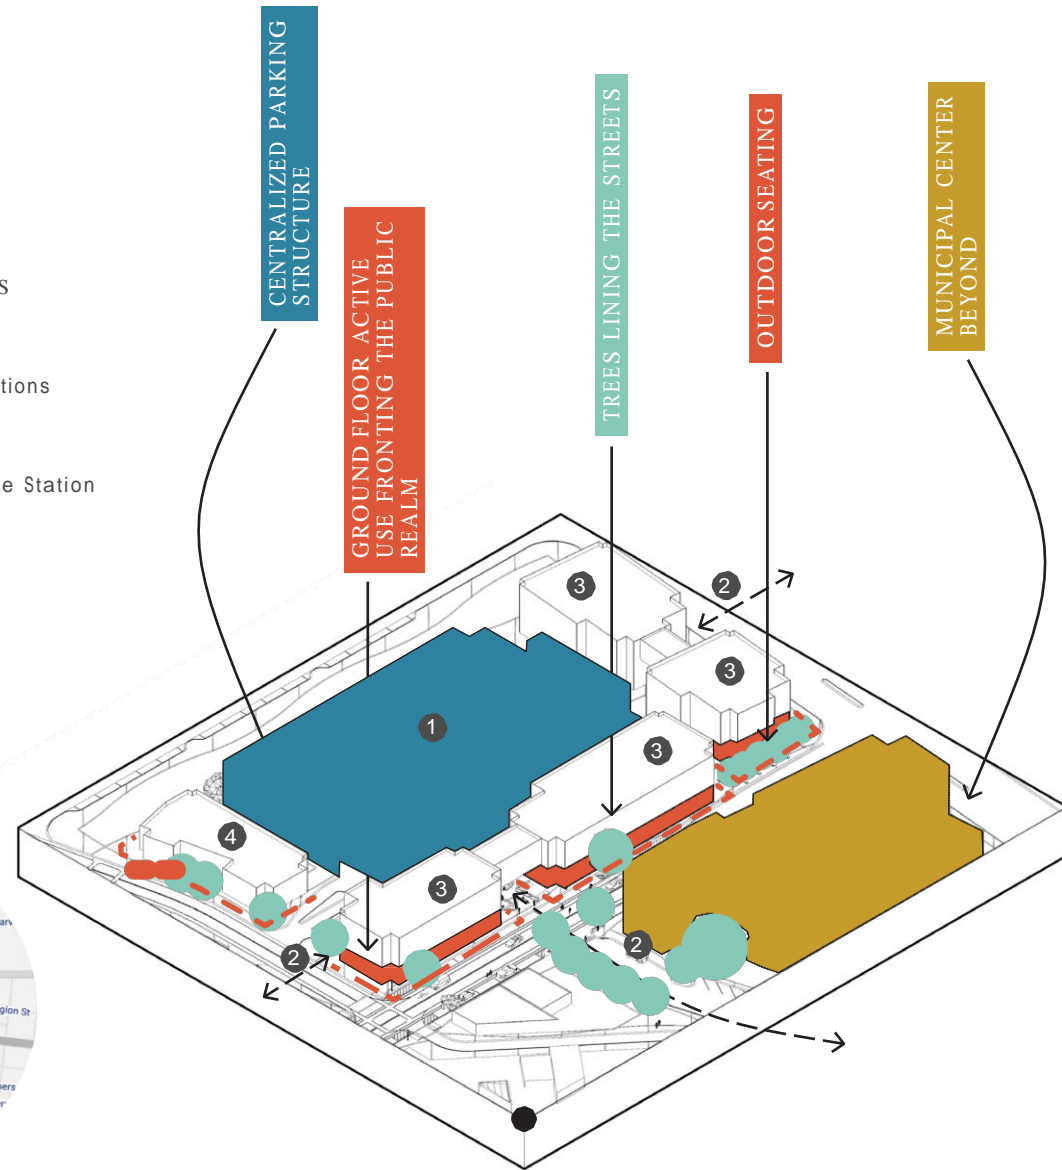 CENTRALIZED PARKING
STRUCTURE
GROUND FLOOR ACTIVE
USE FRONTING THE PUBLIC
REALM
TREES LINING THE STREETS
OUTDOOR SEATING
MUNICIPAL CENTER
BEYOND
S
tions
e Station
3
2
3
1
3
4
3
2
2
gion St